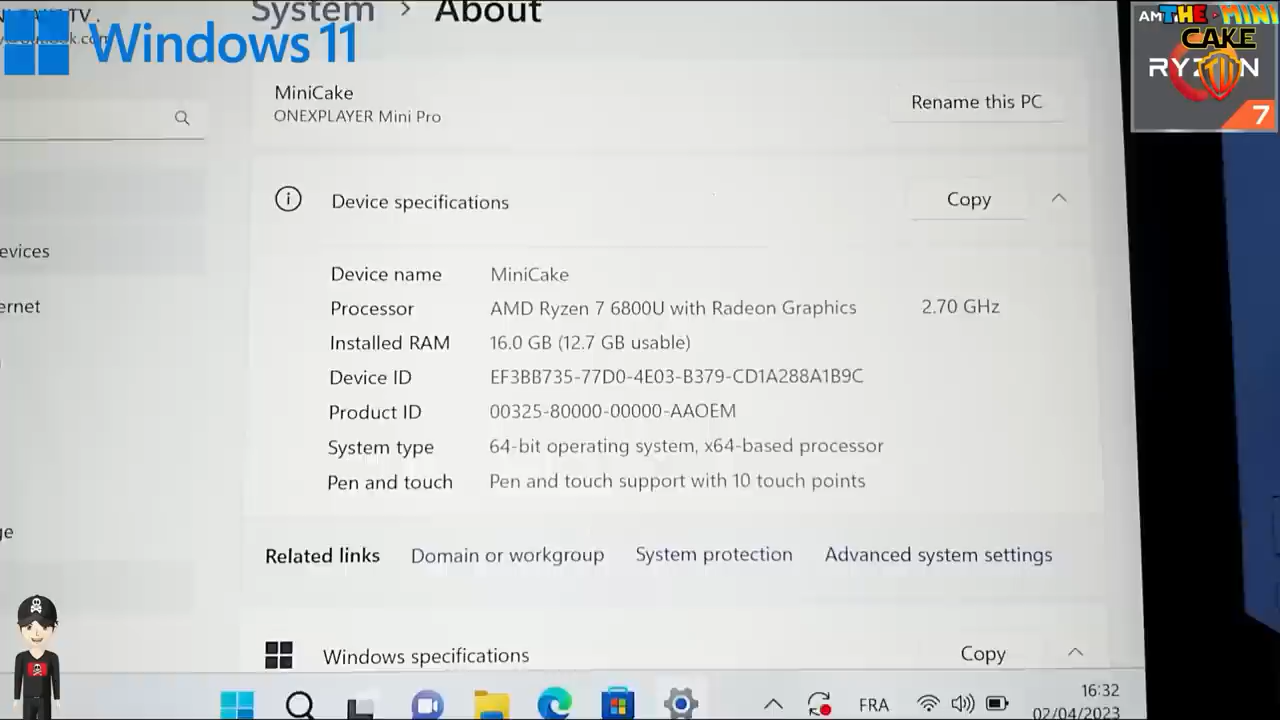 System > About
Windows 11
MiniCake
ONEXPLAYER Mini Pro
Rename this PC
Device specifications
Copy
Device name MiniCake
Processor AMD Ryzen 7 6800U with Radeon Graphics 2.70 GHz
Installed RAM 16.0 GB (12.7 GB usable)
Device ID EF3BB735-77D0-4E03-B379-CD1A288A1B9C
Product ID 00325-80000-00000-AAOEM
System type 64-bit operating system, x64-based processor
Pen and touch Pen and touch support with 10 touch points
Related links Domain or workgroup System protection Advanced system settings
Windows specifications
Copy
evices
ernet
ge
FRA
16:32
02/04/2023
THE MINI
CAKE
RYZEN
7